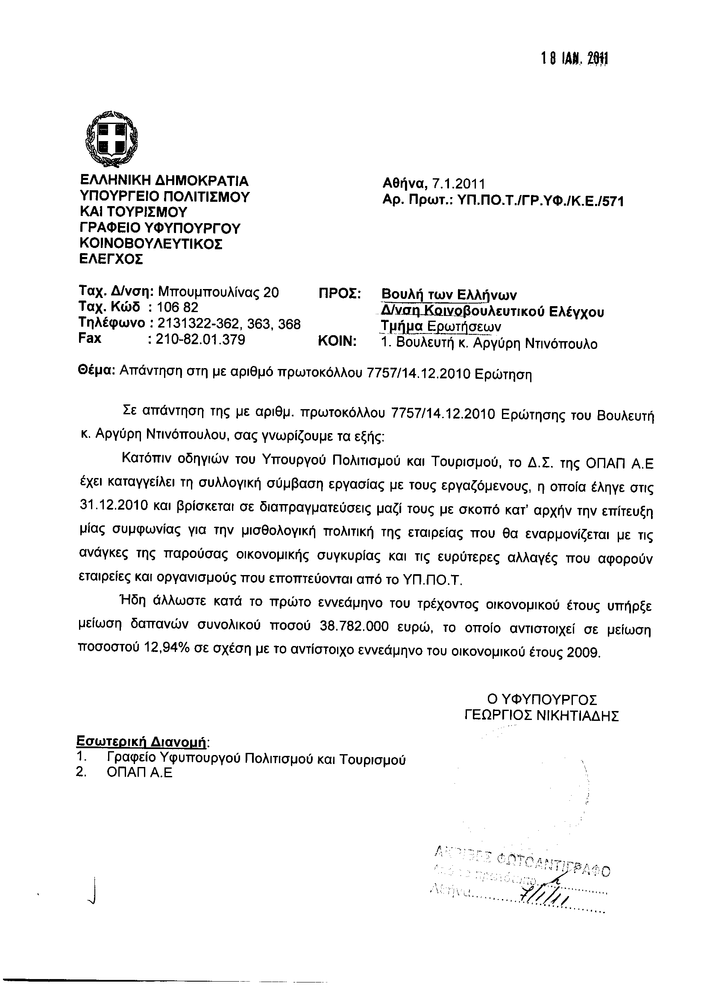 18 ΙΑΝ. 2011
ΕΛΛΗΝΙΚΗ ΔΗΜΟΚΡΑΤΙΑ
ΥΠΟΥΡΓΕΙΟ ΠΟΛΙΤΙΣΜΟΥ
ΚΑΙ ΤΟΥΡΙΣΜΟΥ
ΓΡΑΦΕΙΟ ΥΦΥΠΟΥΡΓΟΥ
ΚΟΙΝΟΒΟΥΛΕΥΤΙΚΟΣ
ΕΛΕΓΧΟΣ
Αθήνα, 7.1.2011
Αρ. Πρωτ.: ΥΠ.ΠΟ.Τ./ΓΡ.ΥΦ./Κ.Ε./571
Ταχ. Δ/νση: Μπουμπουλίνας 20
Ταχ. Κώδ : 106 82
Τηλέφωνο : 2131322-362, 363, 368
Fax : 210-82.01.379
ΠΡΟΣ: Βουλή των Ελλήνων
Δ/νση Κοινοβουλευτικού Ελέγχου
Τμήμα Ερωτήσεων
ΚΟΙΝ: 1. Βουλευτή κ. Αργύρη Ντινόπουλο
Θέμα: Απάντηση στη με αριθμό πρωτοκόλλου 7757/14.12.2010 Ερώτηση
Σε απάντηση της με αριθμ. πρωτοκόλλου 7757/14.12.2010 Ερώτησης του Βουλευτή
κ. Αργύρη Ντινόπουλου, σας γνωρίζουμε τα εξής:
Κατόπιν οδηγιών του Υπουργού Πολιτισμού και Τουρισμού, το Δ.Σ. της ΟΠΑΠ Α.Ε
έχει καταγγείλει τη συλλογική σύμβαση εργασίας με τους εργαζόμενους, η οποία έληγε στις
31.12.2010 και βρίσκεται σε διαπραγματεύσεις μαζί τους με σκοπό κατ' αρχήν την επίτευξη
μίας συμφωνίας για την μισθολογική πολιτική της εταιρείας που θα εναρμονίζεται με τις
ανάγκες της παρούσας οικονομικής συγκυρίας και τις ευρύτερες αλλαγές που αφορούν
εταιρείες και οργανισμούς που εποπτεύονται από το ΥΠ.ΠΟ.Τ.
Ήδη άλλωστε κατά το πρώτο εννεάμηνο του τρέχοντος οικονομικού έτους υπήρξε
μείωση δαπανών συνολικού ποσού 38.782.000 ευρώ, το οποίο αντιστοιχεί σε μείωση
ποσοστού 12,94% σε σχέση με το αντίστοιχο εννεάμηνο του οικονομικού έτους 2009.
Ο ΥΦΥΠΟΥΡΓΟΣ
ΓΕΩΡΓΙΟΣ ΝΙΚΗΤΙΑΔΗΣ
Εσωτερική Διανομή:
1. Γραφείο Υφυπουργού Πολιτισμού και Τουρισμού
2. ΟΠΑΠ Α.Ε
ΑΚΡΙΒΕΣ ΦΩΤΟΑΝΤΙΓΡΑΦΟ
Από το πρωτότυπο
Αθήνα 7/1/11